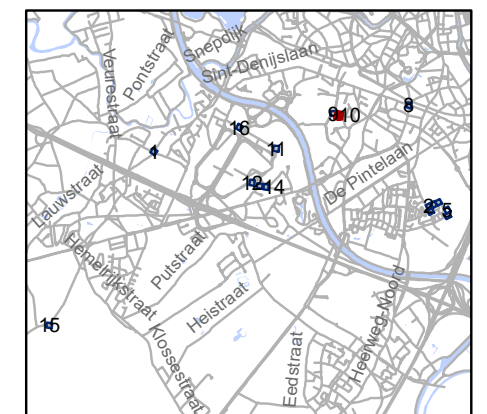 Snepdijk
Pontstraat
Veurestraat
Sint-Denijslaan
8
9
10
16
11
De Pintelaan
12
14
Lauwstraat
2
5
Hemelrijkstraat
Putstraat
Heistraat
15
Klossestraat
Eedstraat
Heerweg-Noord